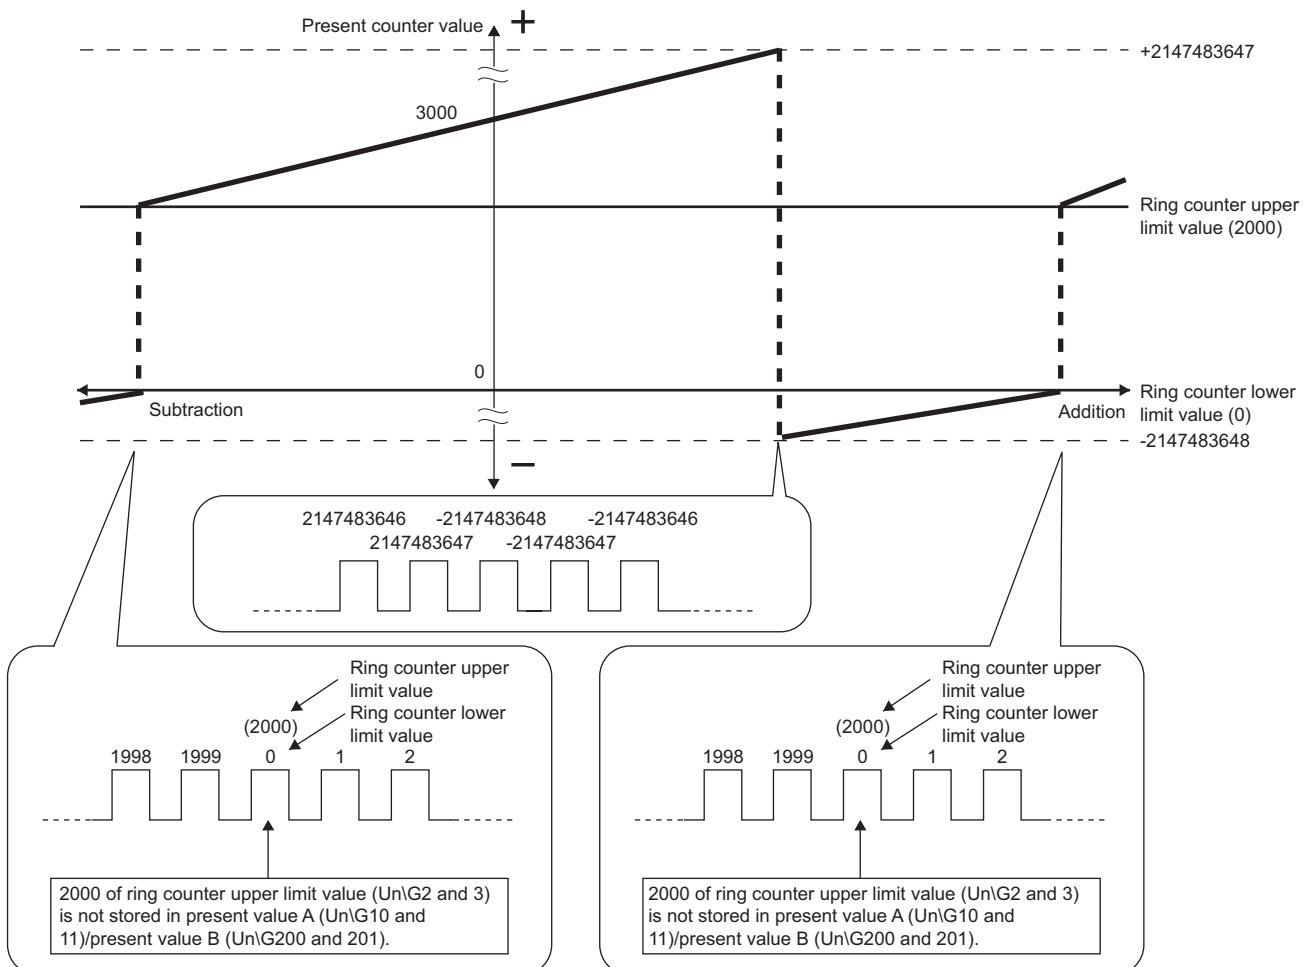 Present counter value
+
+2147483647
3000
Ring counter upper
limit value (2000)
0
Subtraction
Addition
Ring counter lower
limit value (0)
-2147483648
−
2147483646 -2147483648 -2147483646
2147483647 -2147483647
Ring counter upper
limit value
(2000)
Ring counter lower
limit value
1998 1999 0 1 2
2000 of ring counter upper limit value (Un\G2 and 3)
is not stored in present value A (Un\G10 and
11)/present value B (Un\G200 and 201).
Ring counter upper
limit value
(2000)
Ring counter lower
limit value
1998 1999 0 1 2
2000 of ring counter upper limit value (Un\G2 and 3)
is not stored in present value A (Un\G10 and
11)/present value B (Un\G200 and 201).